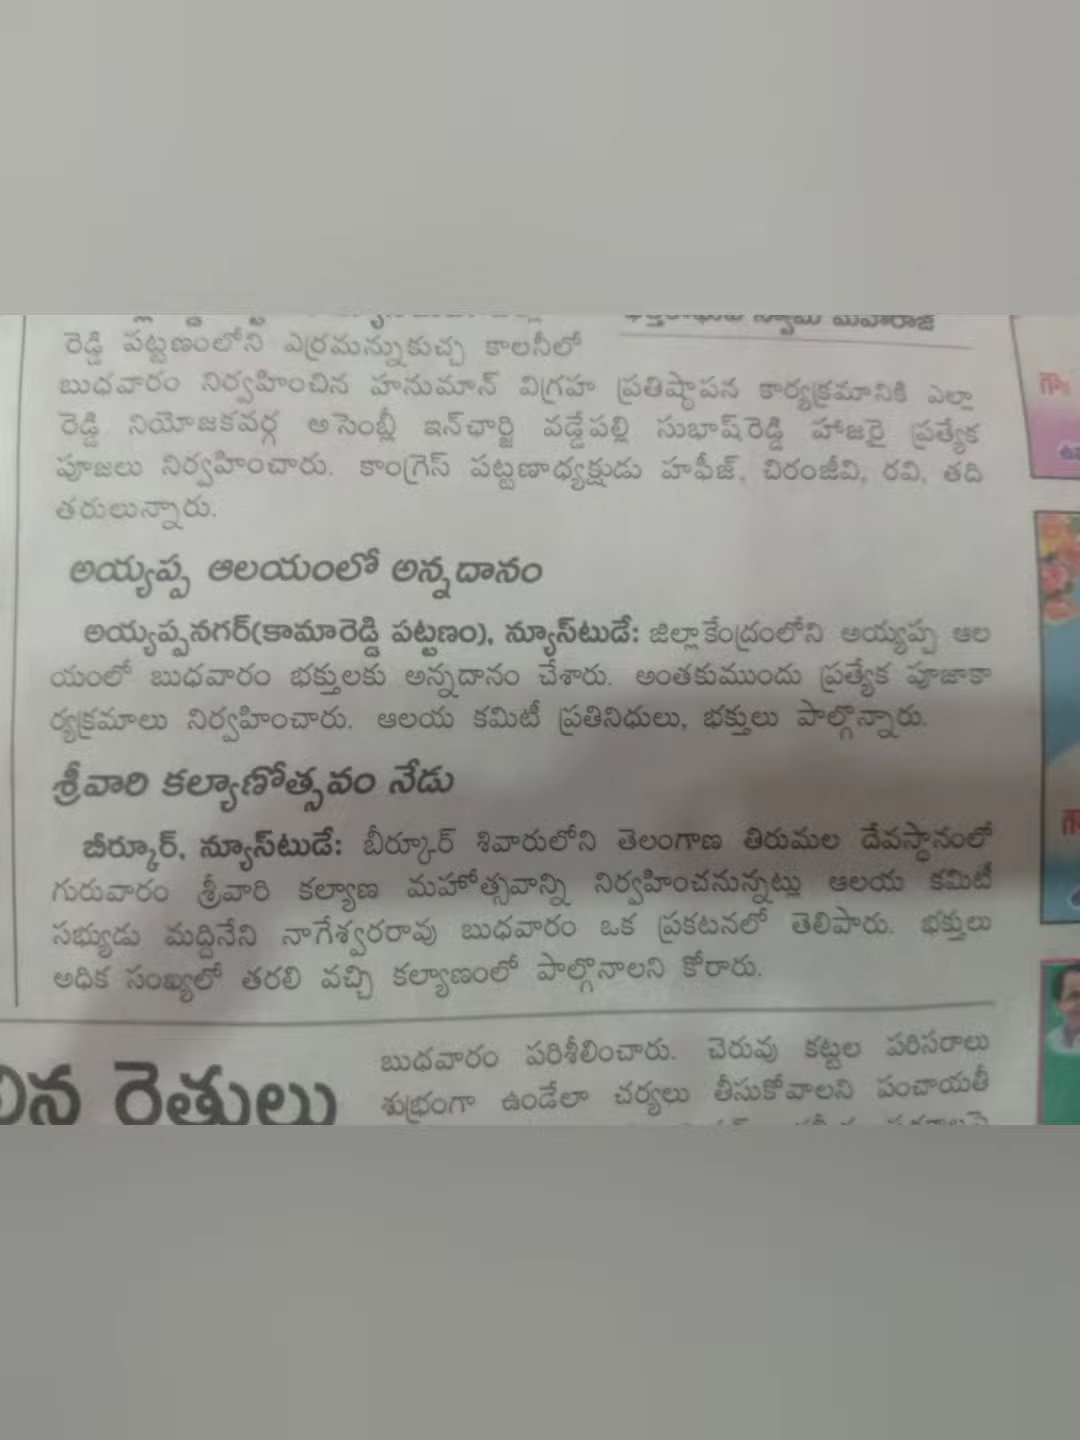 రెడ్డి పట్టణంలోని ఎర్రమన్నుకుచ్చ కాలనీలో
బుధవారం నిర్వహించిన హనుమాన్ విగ్రహ ప్రతిష్ఠాపన కార్యక్రమానికి ఎల్లా
రెడ్డి నియోజకవర్గ అసెంబ్లీ ఇన్‌ఛార్జి వడ్డేపల్లి సుభాష్‌రెడ్డి హాజరై ప్రత్యేక
పూజలు నిర్వహించారు. కాంగ్రెస్ పట్టణాధ్యక్షుడు హఫీజ్, చిరంజీవి, రవి, తది
తరులున్నారు.
అయ్యప్ప ఆలయంలో అన్నదానం
అయ్యప్పనగర్(కామారెడ్డి పట్టణం), న్యూస్‌టుడే: జిల్లాకేంద్రంలోని అయ్యప్ప ఆల
యంలో బుధవారం భక్తులకు అన్నదానం చేశారు. అంతకుముందు ప్రత్యేక పూజాకా
ర్యక్రమాలు నిర్వహించారు. ఆలయ కమిటీ ప్రతినిధులు, భక్తులు పాల్గొన్నారు.
శ్రీవారి కల్యాణోత్సవం నేడు
బీర్కూర్, న్యూస్‌టుడే: బీర్కూర్ శివారులోని తెలంగాణ తిరుమల దేవస్థానంలో
గురువారం శ్రీవారి కల్యాణ మహోత్సవాన్ని నిర్వహించనున్నట్లు ఆలయ కమిటీ
సభ్యుడు మద్దినేని నాగేశ్వరరావు బుధవారం ఒక ప్రకటనలో తెలిపారు. భక్తులు
అధిక సంఖ్యలో తరలి వచ్చి కల్యాణంలో పాల్గొనాలని కోరారు.
రైతులు
బుధవారం పరిశీలించారు. చెరువు కట్టల పరిసరాలు
శుభ్రంగా ఉండేలా చర్యలు తీసుకోవాలని పంచాయతీ